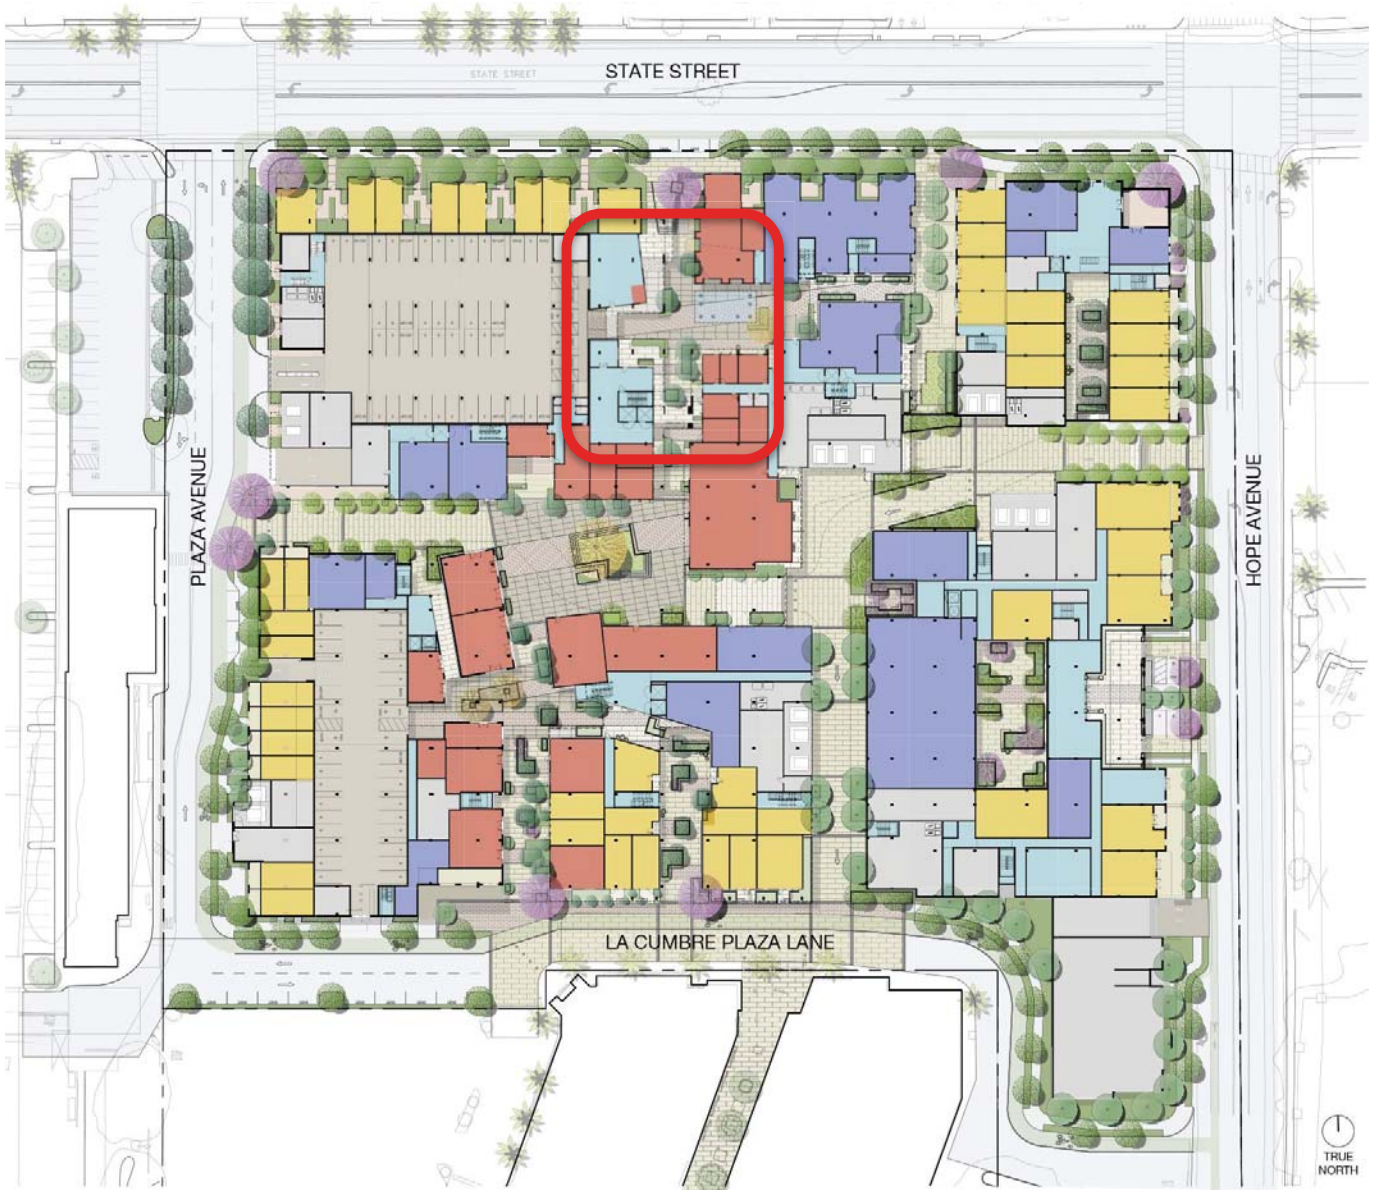 STATE STREET
STATE STREET
PLAZA AVENUE
HOPE AVENUE
LA CUMBRE PLAZA LANE
TRUE
NORTH